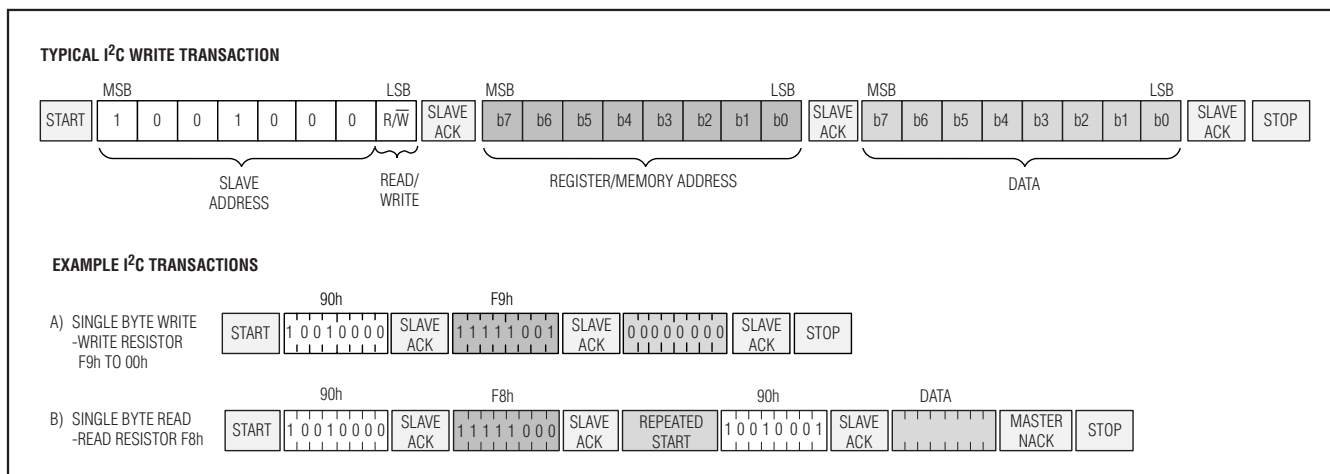 TYPICAL I2C WRITE TRANSACTION
MSB LSB MSB LSB MSB LSB
START 1 0 0 1 0 0 0 R/W̅ SLAVE ACK b7 b6 b5 b4 b3 b2 b1 b0 SLAVE ACK b7 b6 b5 b4 b3 b2 b1 b0 SLAVE ACK STOP
SLAVE ADDRESS READ/WRITE REGISTER/MEMORY ADDRESS DATA
EXAMPLE I2C TRANSACTIONS
90h F9h
A) SINGLE BYTE WRITE
-WRITE RESISTOR
F9h TO 00h
START 1 0 0 1 0 0 0 0 SLAVE ACK 1 1 1 1 1 0 0 1 SLAVE ACK 0 0 0 0 0 0 0 0 SLAVE ACK STOP
90h F8h 90h DATA
B) SINGLE BYTE READ
-READ RESISTOR F8h
START 1 0 0 1 0 0 0 0 SLAVE ACK 1 1 1 1 1 0 0 0 SLAVE ACK REPEATED START 1 0 0 1 0 0 0 1 SLAVE ACK MASTER NACK STOP